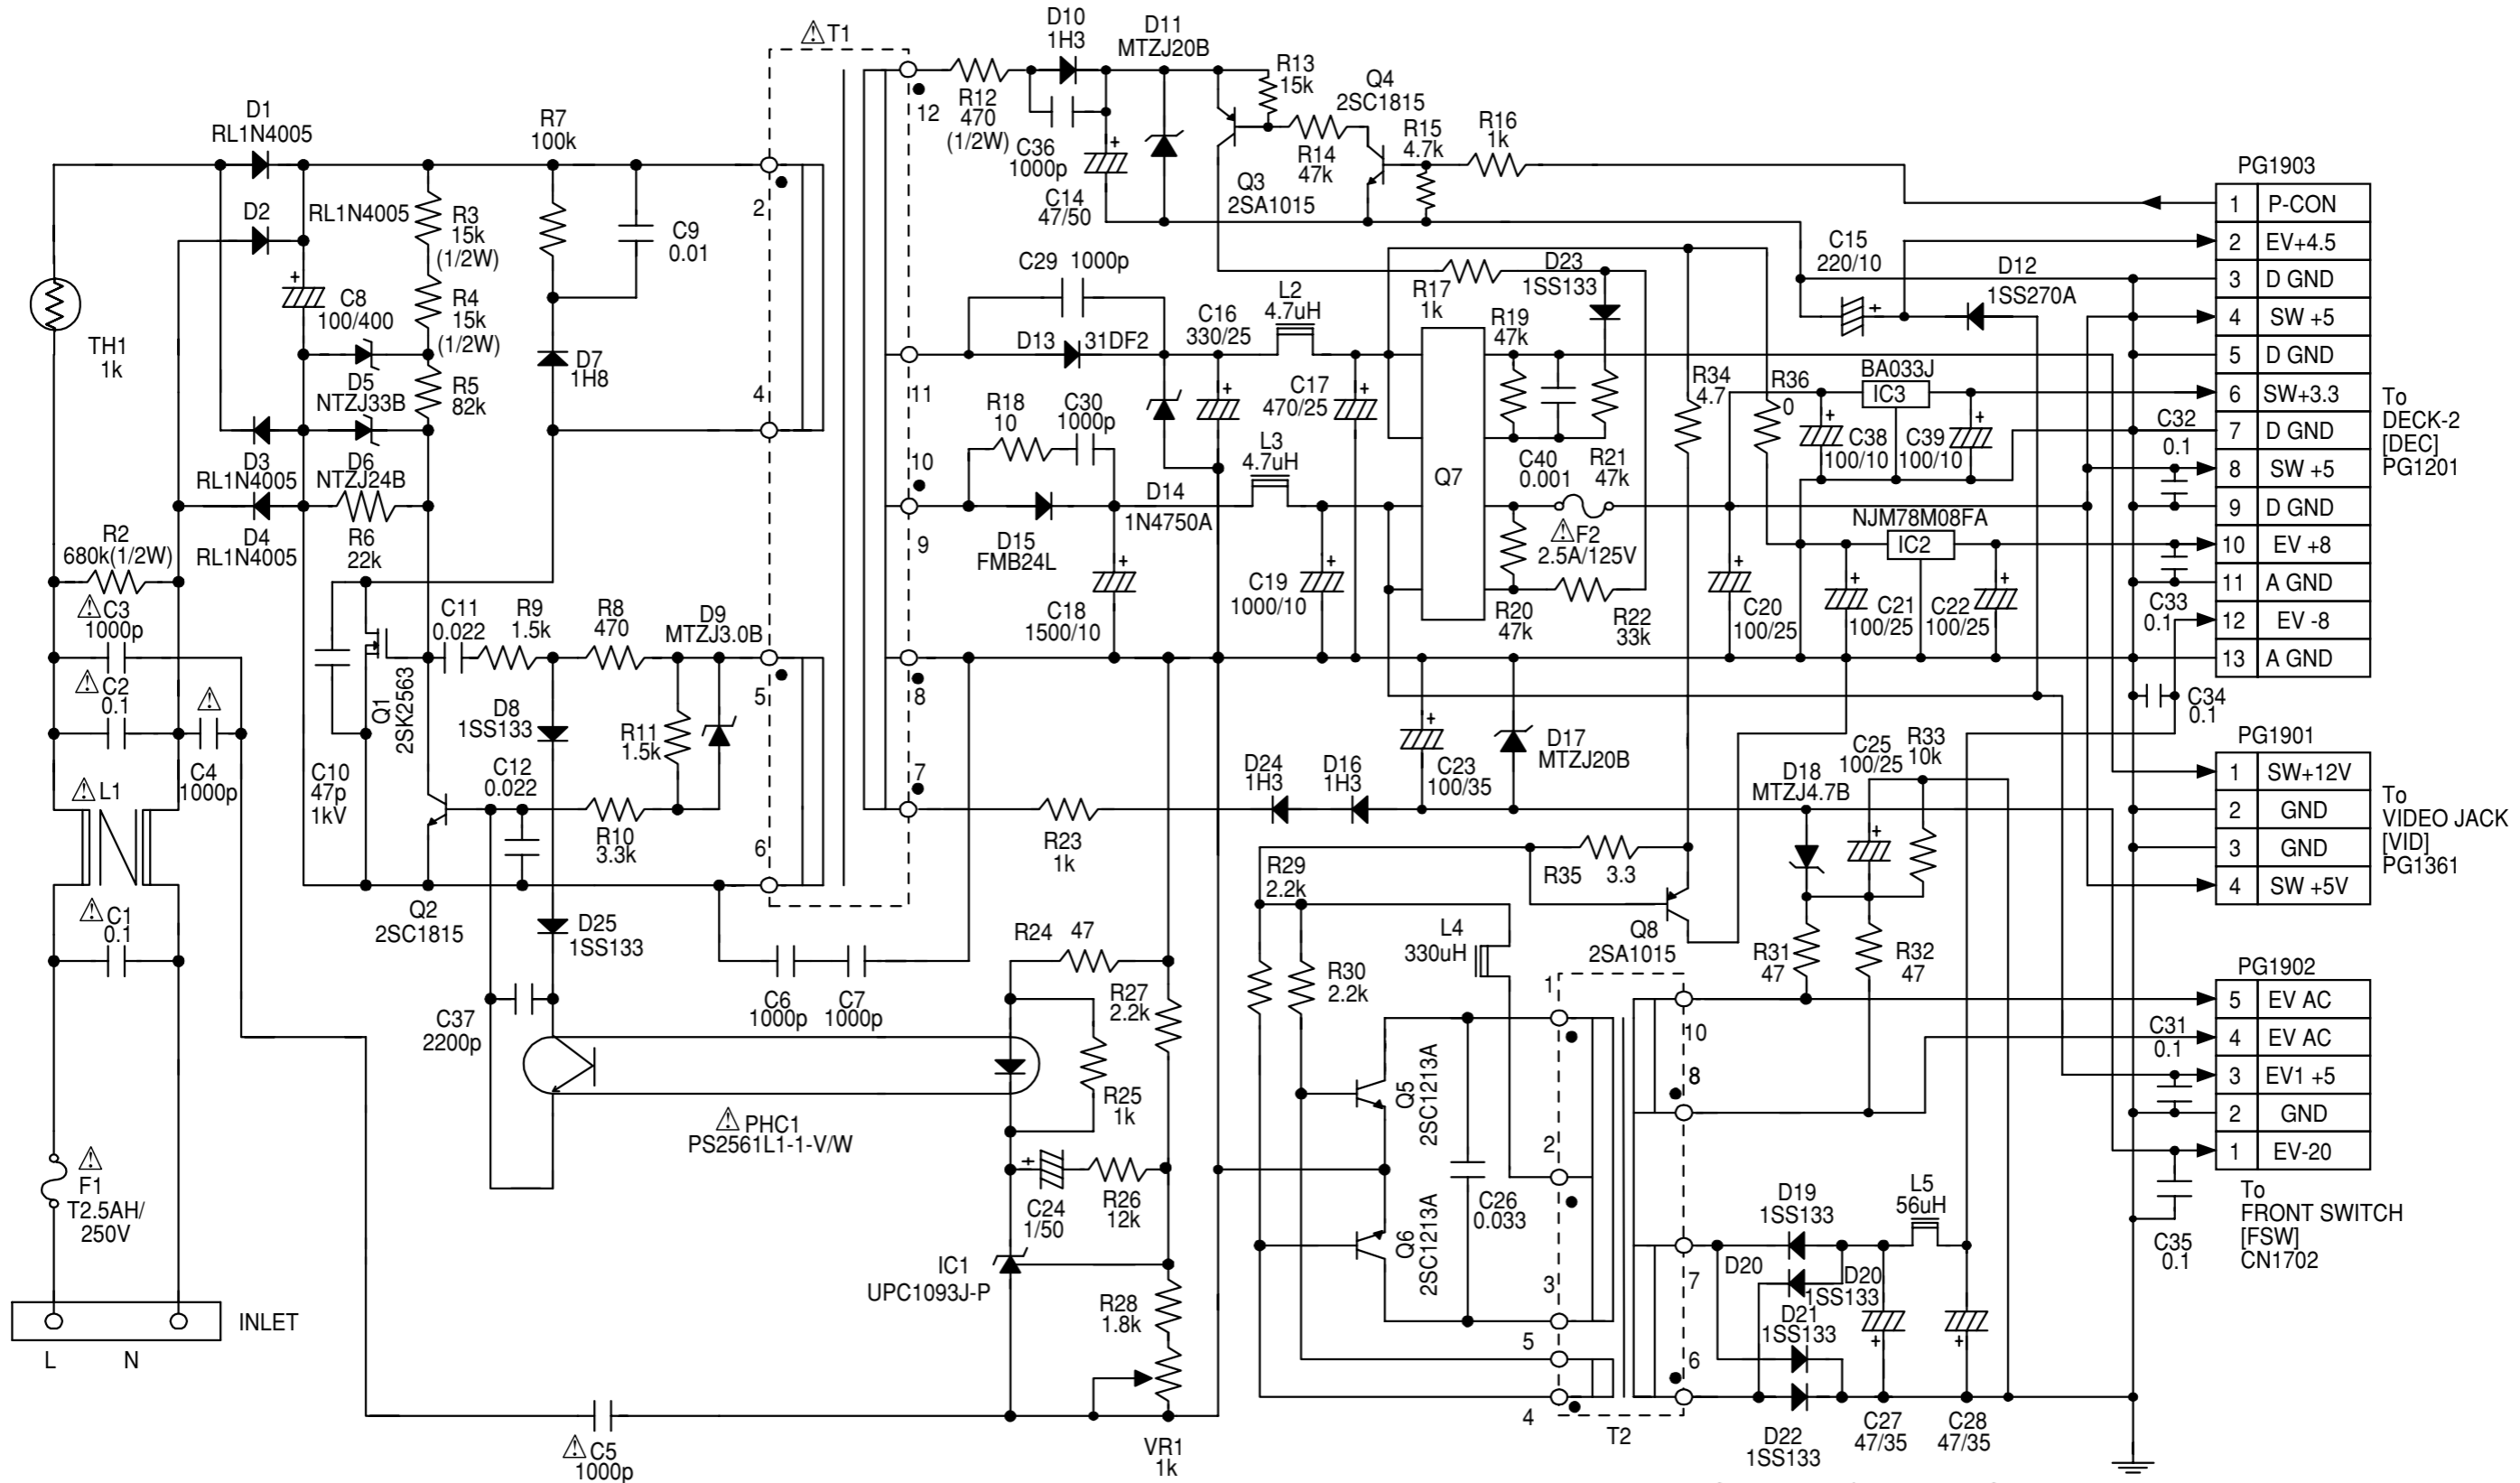 ⚠T1
D10
1H3
D11
MTZJ20B
R12
470
(1/2W)
C36
1000p
C14
47/50
R13
15k
Q4
2SC1815
R14
47k
R15
4.7k
R16
1k
Q3
2SA1015
D1
RL1N4005
R7
100k
D2
RL1N4005
R3
15k
(1/2W)
C9
0.01
C8
100/400
R4
15k
(1/2W)
TH1
1k
D5
NTZJ33B
R5
82k
D7
1H8
D3
RL1N4005
D6
NTZJ24B
D4
RL1N4005
R6
22k
R2
680k(1/2W)
⚠C3
1000p
⚠C2
0.1
⚠
C4
1000p
⚠L1
⚠C1
0.1
⚠
F1
T2.5AH/
250V
INLET
L
N
C11
0.022
R9
1.5k
R8
470
D9
MTZJ3.0B
Q1
2SK2563
C10
47p
1kV
D8
1SS133
R11
1.5k
C12
0.022
R10
3.3k
Q2
2SC1815
D25
1SS133
C37
2200p
C6
1000p
C7
1000p
⚠PHC1
PS2561L1-1-V/W
⚠C5
1000p
2
4
5
6
12
11
10
9
8
7
C29 1000p
D13
31DF2
C16
330/25
L2
4.7uH
R18
10
C30
1000p
C17
470/25
L3
4.7uH
D14
1N4750A
D15
FMB24L
C18
1500/10
C19
1000/10
R17
1k
D23
1SS133
R19
47k
Q7
C40
0.001
R21
47k
⚠F2
2.5A/125V
R20
47k
R22
33k
R34
4.7
R36
0
C15
220/10
D12
1SS270A
BA033J
IC3
C38
100/10
C39
100/10
C32
0.1
NJM78M08FA
IC2
C20
100/25
C21
100/25
C22
100/25
C33
0.1
C34
0.1
R23
1k
D24
1H3
D16
1H3
C23
100/35
D17
MTZJ20B
D18
MTZJ4.7B
C25
100/25
R33
10k
R24 47
R27
2.2k
R25
1k
C24
1/50
R26
12k
IC1
UPC1093J-P
R28
1.8k
VR1
1k
R29
2.2k
R30
2.2k
R35 3.3
L4
330uH
Q8
2SA1015
R31
47
R32
47
Q5
2SC1213A
Q6
2SC1213A
C26
0.033
1
2
3
5
4
10
8
7
6
T2
D19
1SS133
D20
D20
1SS133
D21
1SS133
D22
1SS133
L5
56uH
C27
47/35
C28
47/35
C31
0.1
C35
0.1
PG1903
1 P-CON
2 EV+4.5
3 D GND
4 SW +5
5 D GND
6 SW+3.3
7 D GND
8 SW +5
9 D GND
10 EV +8
11 A GND
12 EV -8
13 A GND
To
DECK-2
[DEC]
PG1201
PG1901
1 SW+12V
2 GND
3 GND
4 SW +5V
To
VIDEO JACK
[VID]
PG1361
PG1902
5 EV AC
4 EV AC
3 EV1 +5
2 GND
1 EV-20
To
FRONT SWITCH
[FSW]
CN1702